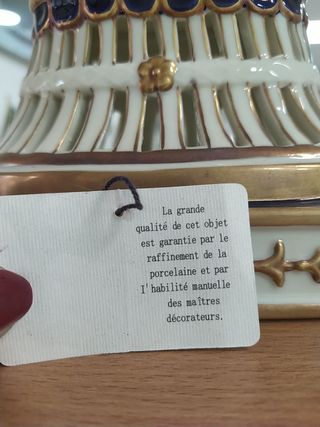 La grande
qualité de cet objet
est garantie par le
raffinement de la
porcelaine et par
l'habilité manuelle
des maîtres
décorateurs.